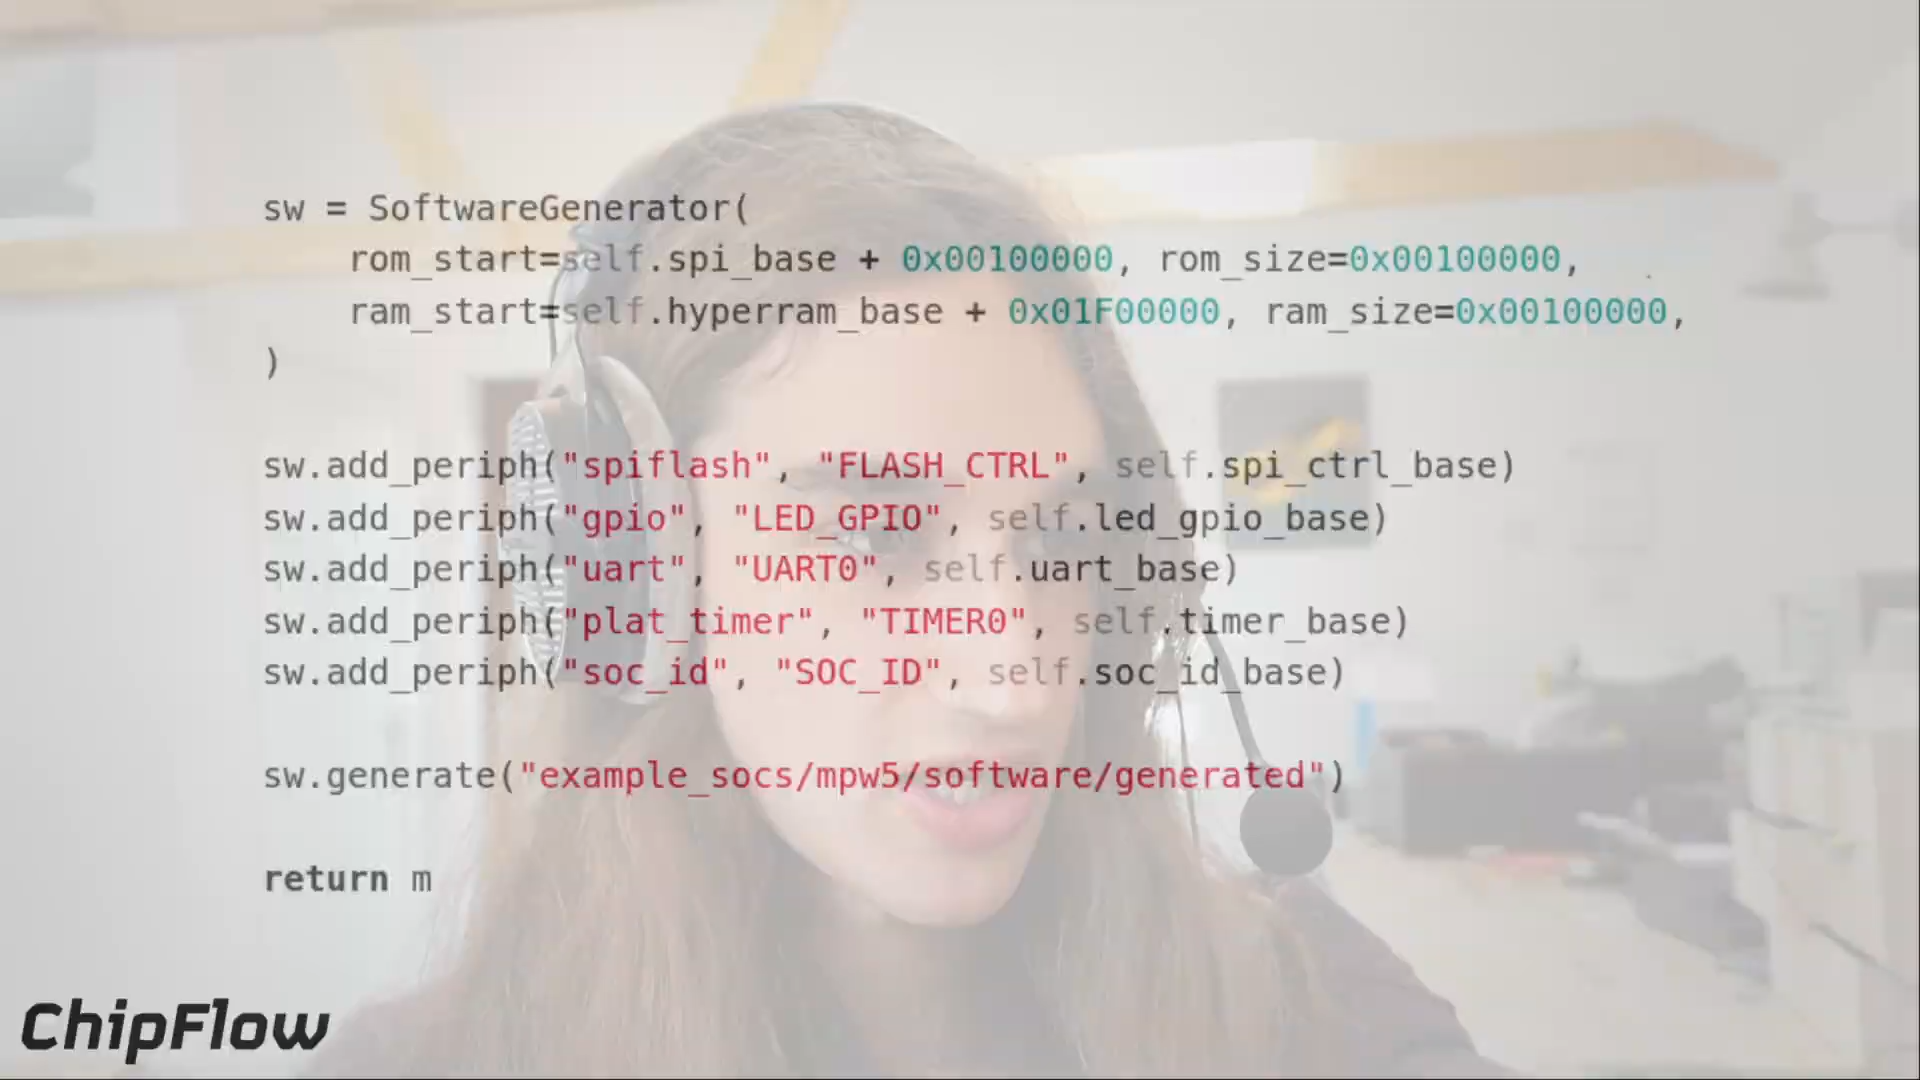 sw = SoftwareGenerator(
    rom_start=self.spi_base + 0x00100000, rom_size=0x00100000,
    ram_start=self.hyperram_base + 0x01F00000, ram_size=0x00100000,
)
sw.add_periph("spiflash", "FLASH_CTRL", self.spi_ctrl_base)
sw.add_periph("gpio", "LED_GPIO", self.led_gpio_base)
sw.add_periph("uart", "UART0", self.uart_base)
sw.add_periph("plat_timer", "TIMER0", self.timer_base)
sw.add_periph("soc_id", "SOC_ID", self.soc_id_base)
sw.generate("example_socs/mpw5/software/generated")
return m
ChipFlow